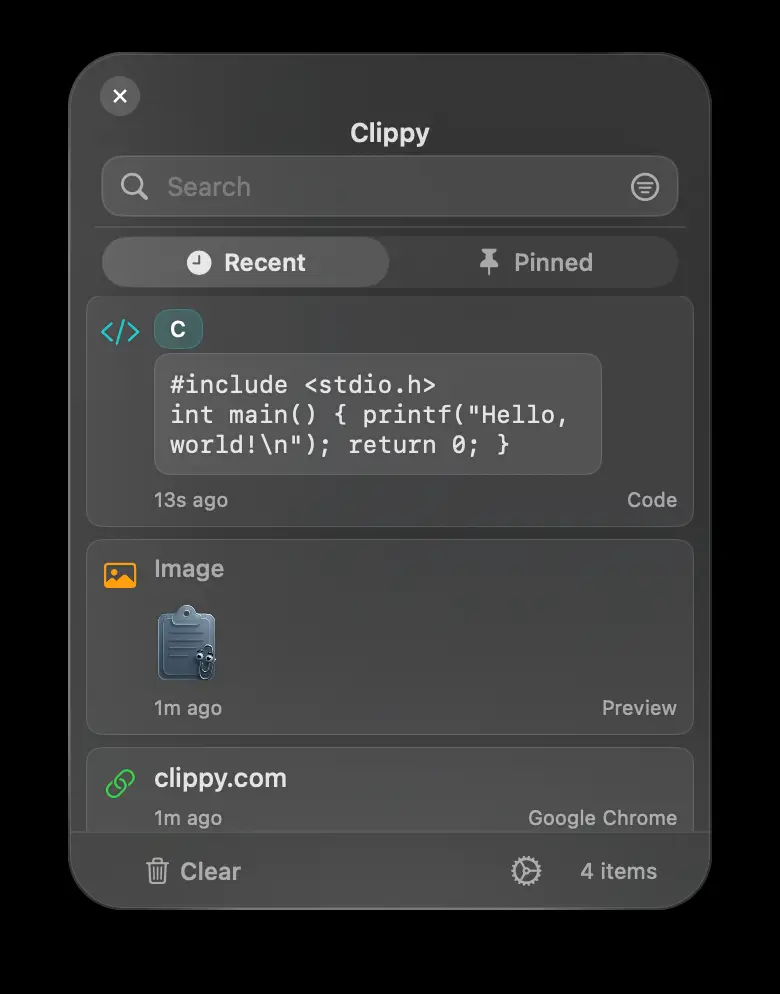 Clippy
Search
Recent
Pinned
</> C
#include <stdio.h>
int main() { printf("Hello,
world!\n"); return 0; }
13s ago
Code
Image
1m ago
Preview
clippy.com
1m ago
Google Chrome
Clear
4 items